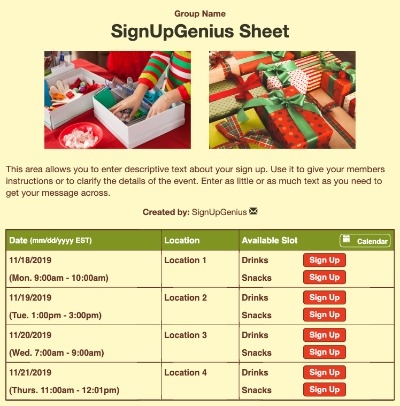 Group Name
SignUpGenius Sheet
This area allows you to enter descriptive text about your sign up. Use it to give your members
instructions or to clarify the details of the event. Enter as little or as much text as you need to
get your message across.
Created by: SignUpGenius
Date (mm/dd/yyyy EST) Location Available Slot Calendar
11/18/2019 Location 1 Drinks Sign Up
(Mon. 9:00am - 10:00am) Snacks Sign Up
11/19/2019 Location 2 Drinks Sign Up
(Tue. 1:00pm - 3:00pm) Snacks Sign Up
11/20/2019 Location 3 Drinks Sign Up
(Wed. 7:00am - 9:00am) Snacks Sign Up
11/21/2019 Location 4 Drinks Sign Up
(Thurs. 11:00am - 12:01pm) Snacks Sign Up